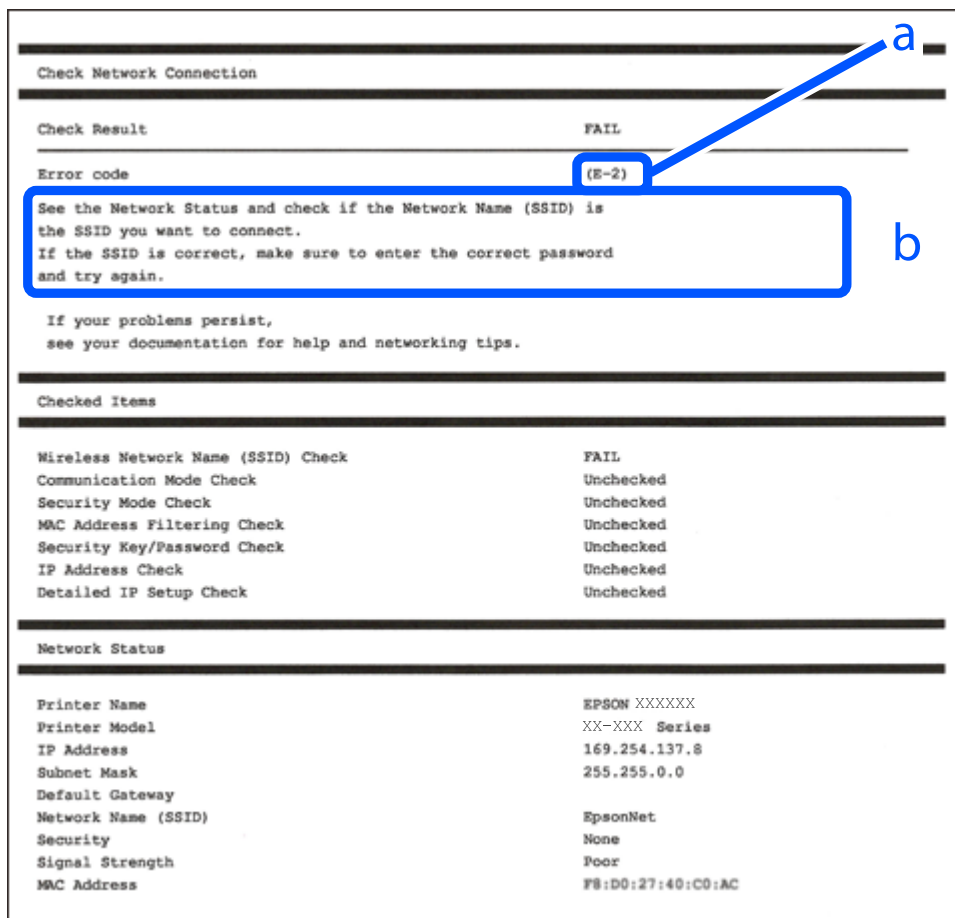 a
Check Network Connection
Check Result FAIL
Error code (E-2)
See the Network Status and check if the Network Name (SSID) is
the SSID you want to connect.
If the SSID is correct, make sure to enter the correct password
and try again.
b
If your problems persist,
see your documentation for help and networking tips.
Checked Items
Wireless Network Name (SSID) Check FAIL
Communication Mode Check Unchecked
Security Mode Check Unchecked
MAC Address Filtering Check Unchecked
Security Key/Password Check Unchecked
IP Address Check Unchecked
Detailed IP Setup Check Unchecked
Network Status
Printer Name EPSON XXXXXX
Printer Model XX-XXX Series
IP Address 169.254.137.8
Subnet Mask 255.255.0.0
Default Gateway
Network Name (SSID) EpsonNet
Security None
Signal Strength Poor
MAC Address F8:D0:27:40:C0:AC